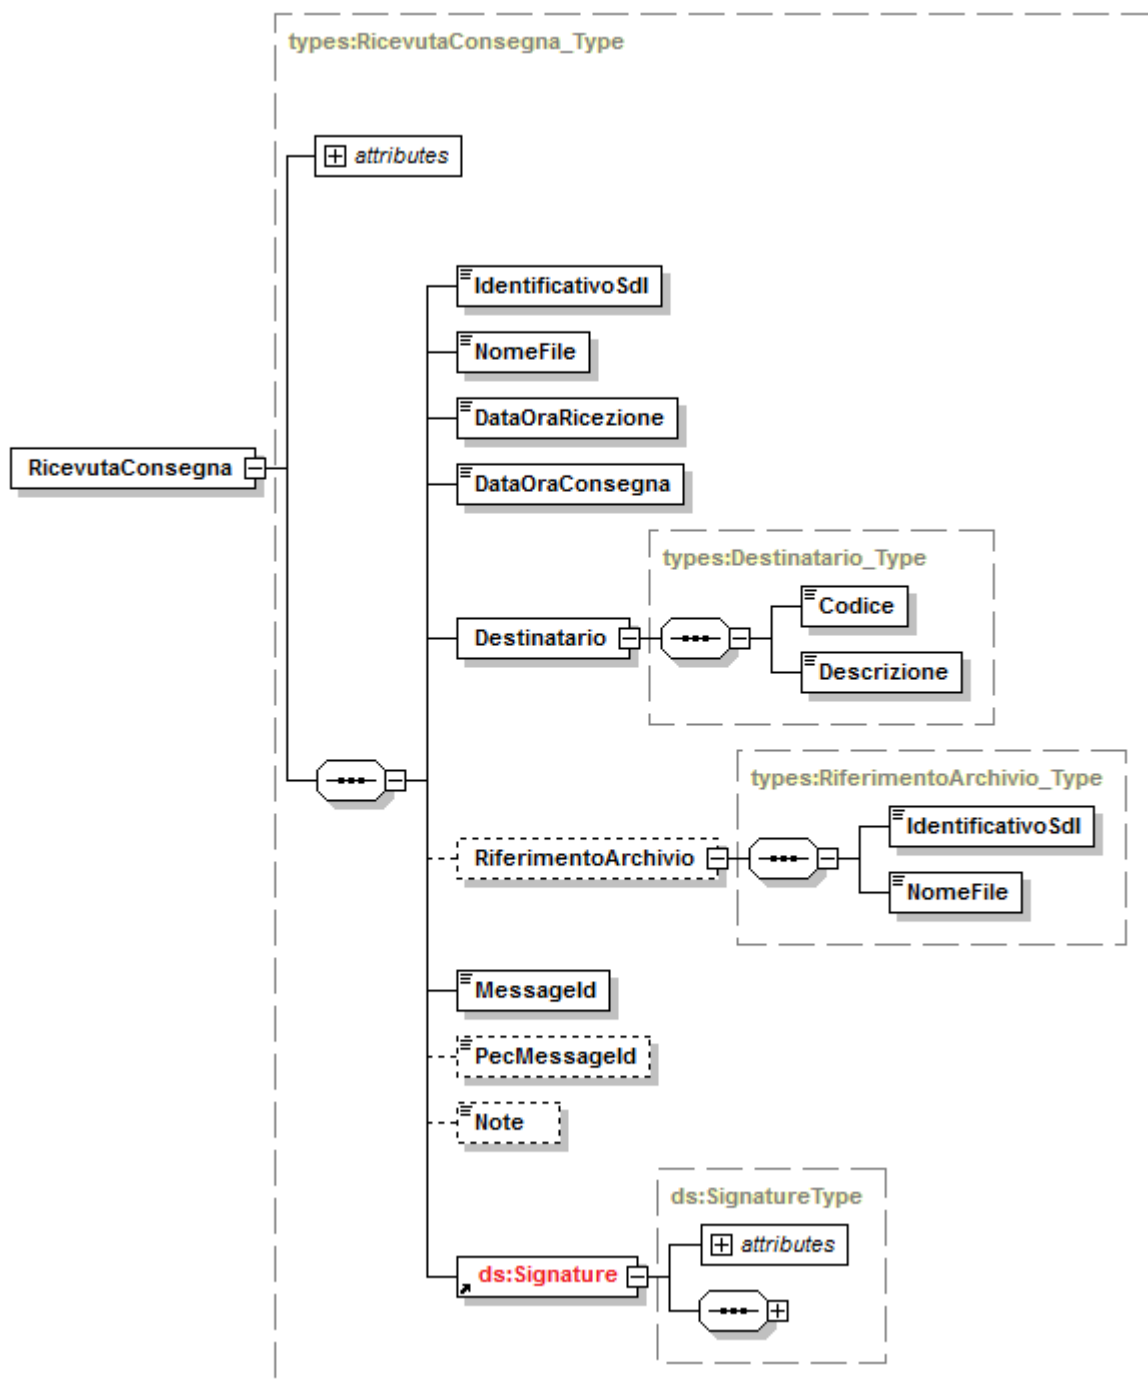 types:RicevutaConsegna_Type
attributes
IdentificativoSdI
NomeFile
DataOraRicezione
RicevutaConsegna
DataOraConsegna
types:Destinatario_Type
Codice
Destinatario
Descrizione
types:RiferimentoArchivio_Type
IdentificativoSdI
RiferimentoArchivio
NomeFile
MessageId
PecMessageId
Note
ds:SignatureType
attributes
ds:Signature